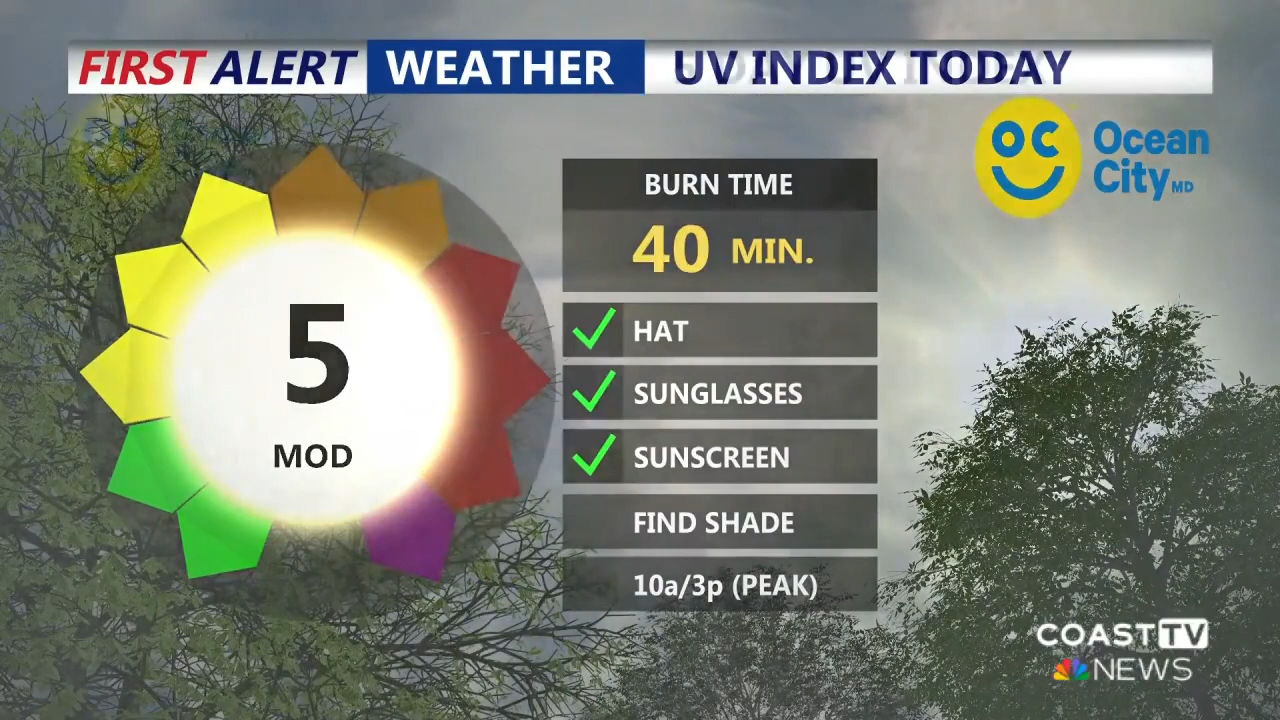 FIRST ALERT WEATHER UV INDEX TODAY
OC Ocean
City MD
BURN TIME
40 MIN.
5
MOD
HAT
SUNGLASSES
SUNSCREEN
FIND SHADE
10a/3p (PEAK)
COAST TV
NEWS